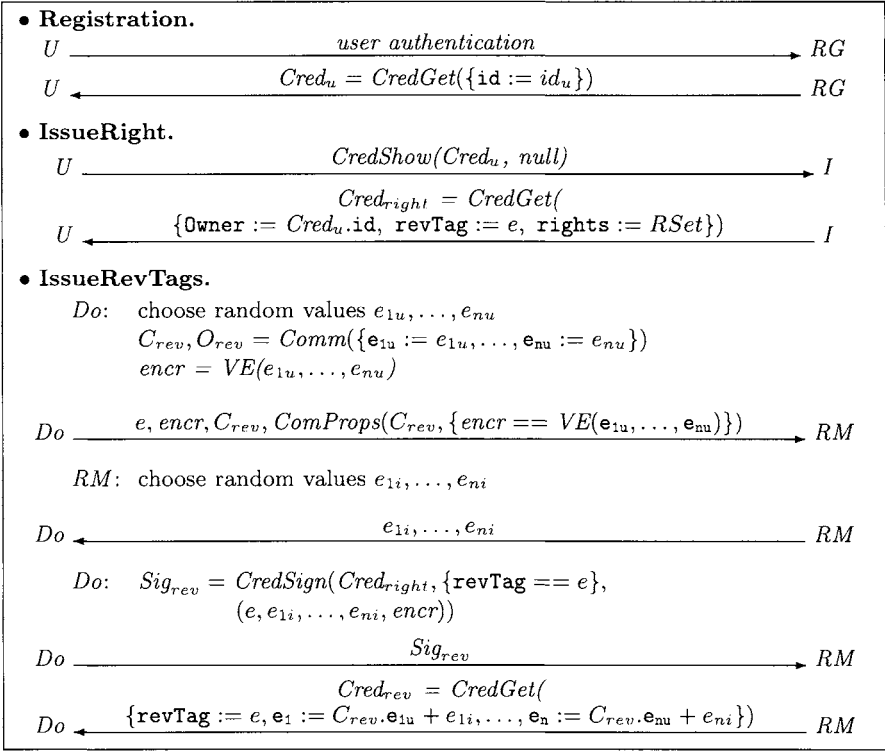 • Registration.
U user authentication RG
U Cred_u = CredGet({id := id_u}) RG
• IssueRight.
U CredShow(Cred_u, null) I
Cred_right = CredGet(
U {Owner := Cred_u.id, revTag := e, rights := RSet}) I
• IssueRevTags.
Do: choose random values e_1u, . . . , e_nu
C_rev, O_rev = Comm({e_1u := e_1u, . . . , e_nu := e_nu})
encr = VE(e_1u, . . . , e_nu)
Do e, encr, C_rev, ComProps(C_rev, {encr == VE(e_1u, . . . , e_nu)}) RM
RM: choose random values e_1i, . . . , e_ni
Do e_1i, . . . , e_ni RM
Do: Sig_rev = CredSign(Cred_right, {revTag == e},
(e, e_1i, . . . , e_ni, encr))
Do Sig_rev RM
Cred_rev = CredGet(
Do {revTag := e, e_1 := C_rev.e_1u + e_1i, . . . , e_n := C_rev.e_nu + e_ni}) RM